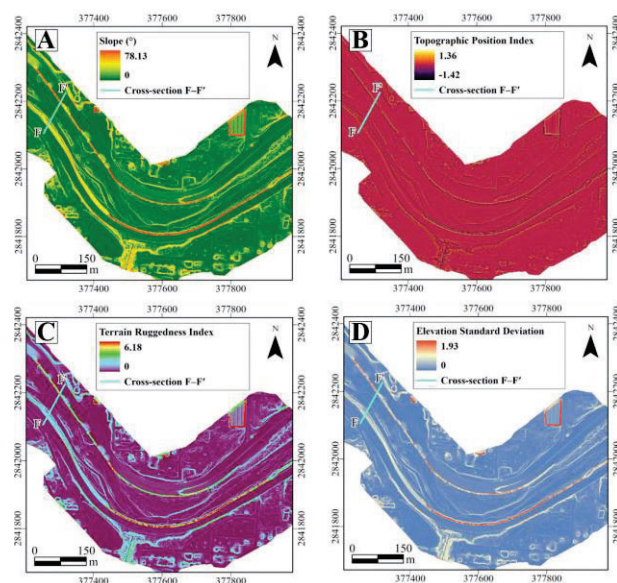 377400 377600 377800
A
Slope (°)
78.13
0
Cross-section F–F′
N
F′
F
2842400
2842200
2842000
2841800
0 150
m
377400 377600 377800
B
Topographic Position Index
1.36
-1.42
Cross-section F–F′
N
F′
F
2842400
2842200
2842000
2841800
0 150
m
377400 377600 377800
C
Terrain Ruggedness Index
6.18
0
Cross-section F–F′
N
F′
F
2842400
2842200
2842000
2841800
0 150
m
377400 377600 377800
D
Elevation Standard Deviation
1.93
0
Cross-section F–F′
N
F′
F
2842400
2842200
2842000
2841800
0 150
m
377400 377600 377800